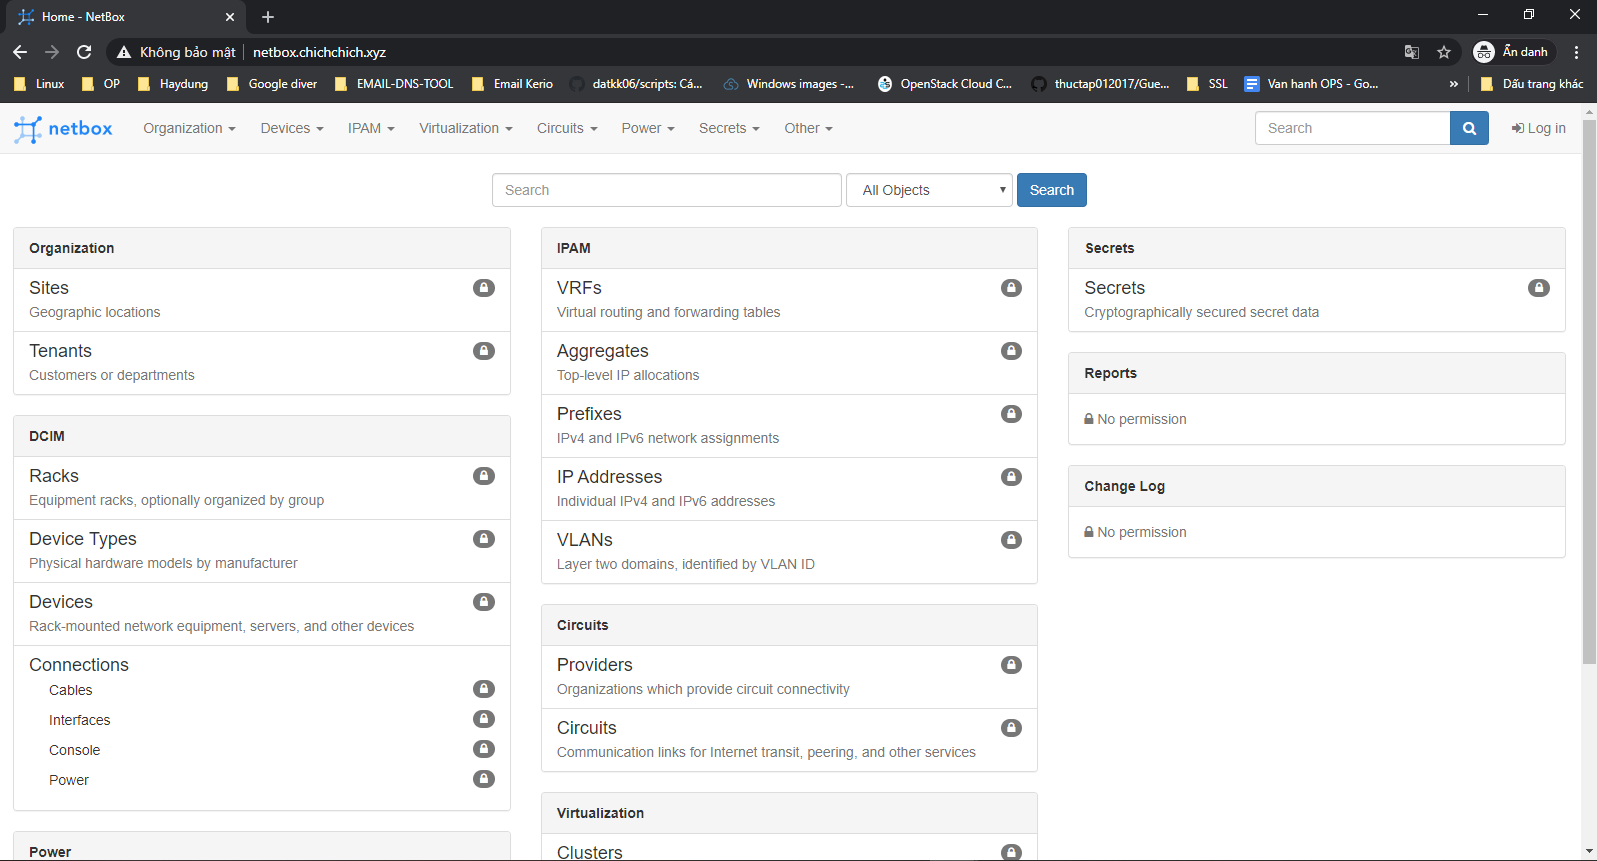 Home - NetBox
Không bảo mật netbox.chichchich.xyz Ẩn danh
Linux OP Haydung Google diver EMAIL-DNS-TOOL Email Kerio datkk06/scripts: Cá... Windows images -... OpenStack Cloud C... thuctap012017/Gue... SSL Van hanh OPS - Go... » Dấu trang khác
netbox Organization Devices IPAM Virtualization Circuits Power Secrets Other Search Log in
Search All Objects Search
Organization
Sites
Geographic locations
Tenants
Customers or departments
DCIM
Racks
Equipment racks, optionally organized by group
Device Types
Physical hardware models by manufacturer
Devices
Rack-mounted network equipment, servers, and other devices
Connections
Cables
Interfaces
Console
Power
Power
IPAM
VRFs
Virtual routing and forwarding tables
Aggregates
Top-level IP allocations
Prefixes
IPv4 and IPv6 network assignments
IP Addresses
Individual IPv4 and IPv6 addresses
VLANs
Layer two domains, identified by VLAN ID
Circuits
Providers
Organizations which provide circuit connectivity
Circuits
Communication links for Internet transit, peering, and other services
Virtualization
Clusters
Secrets
Secrets
Cryptographically secured secret data
Reports
No permission
Change Log
No permission